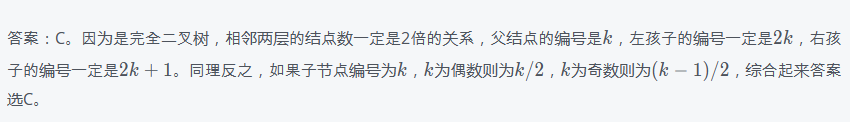 答案：C。因为是完全二叉树，相邻两层的结点数一定是2倍的关系，父结点的编号是k，左孩子的编号一定是2k，右孩
子的编号一定是2k + 1。同理反之，如果子节点编号为k，k为偶数则为k/2，k为奇数则为(k − 1)/2，综合起来答案
选C。